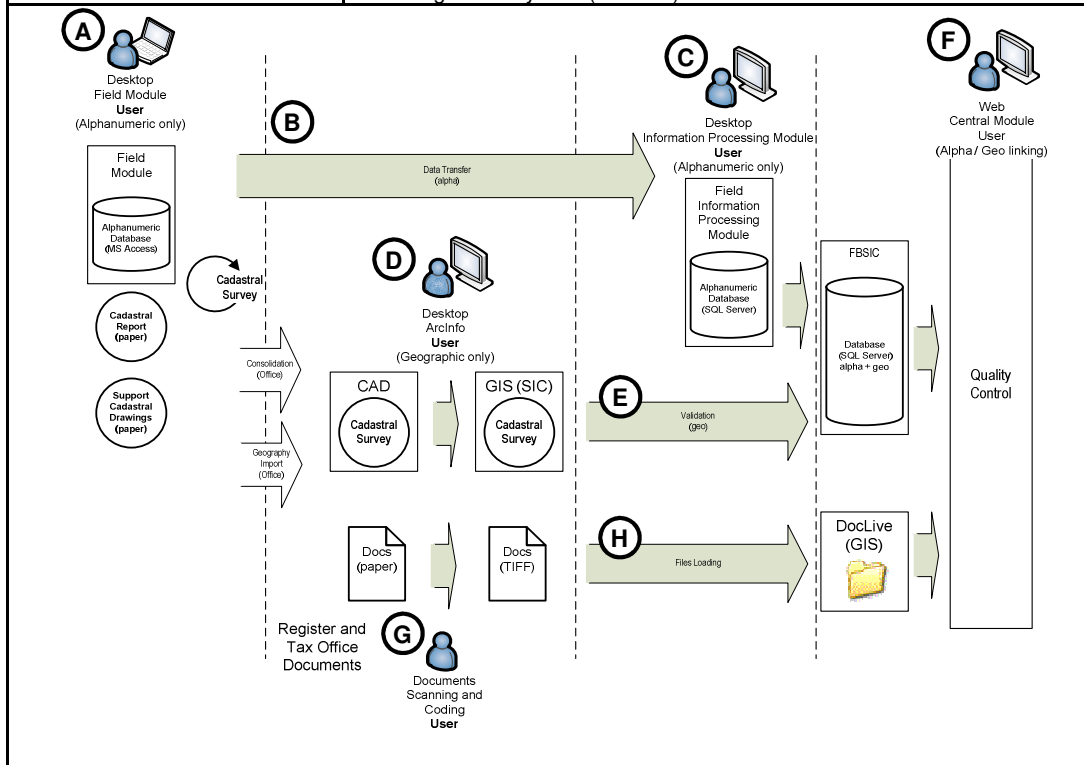 A
Desktop
Field Module
User
(Alphanumeric only)
Field
Module
Alphanumeric
Database
(MS Access)
Cadastral
Report
(paper)
Support
Cadastral
Drawings
(paper)
Cadastral
Survey
B
Data Transfer
(alpha)
Consolidation
(Office)
Geography
Import
(Office)
C
Desktop
Information Processing Module
User
(Alphanumeric only)
Field
Information
Processing
Module
Alphanumeric
Database
(SQL Server)
D
Desktop
ArcInfo
User
(Geographic only)
CAD
Cadastral
Survey
GIS (SIC)
Cadastral
Survey
E
Validation
(geo)
FBSIC
Database
(SQL Server)
alpha + geo
F
Web
Central Module
User
(Alpha / Geo linking)
Quality
Control
Docs
(paper)
Docs
(TIFF)
H
Files Loading
DocLive
(GIS)
Register and
Tax Office
Documents
G
Documents
Scanning and
Coding
User